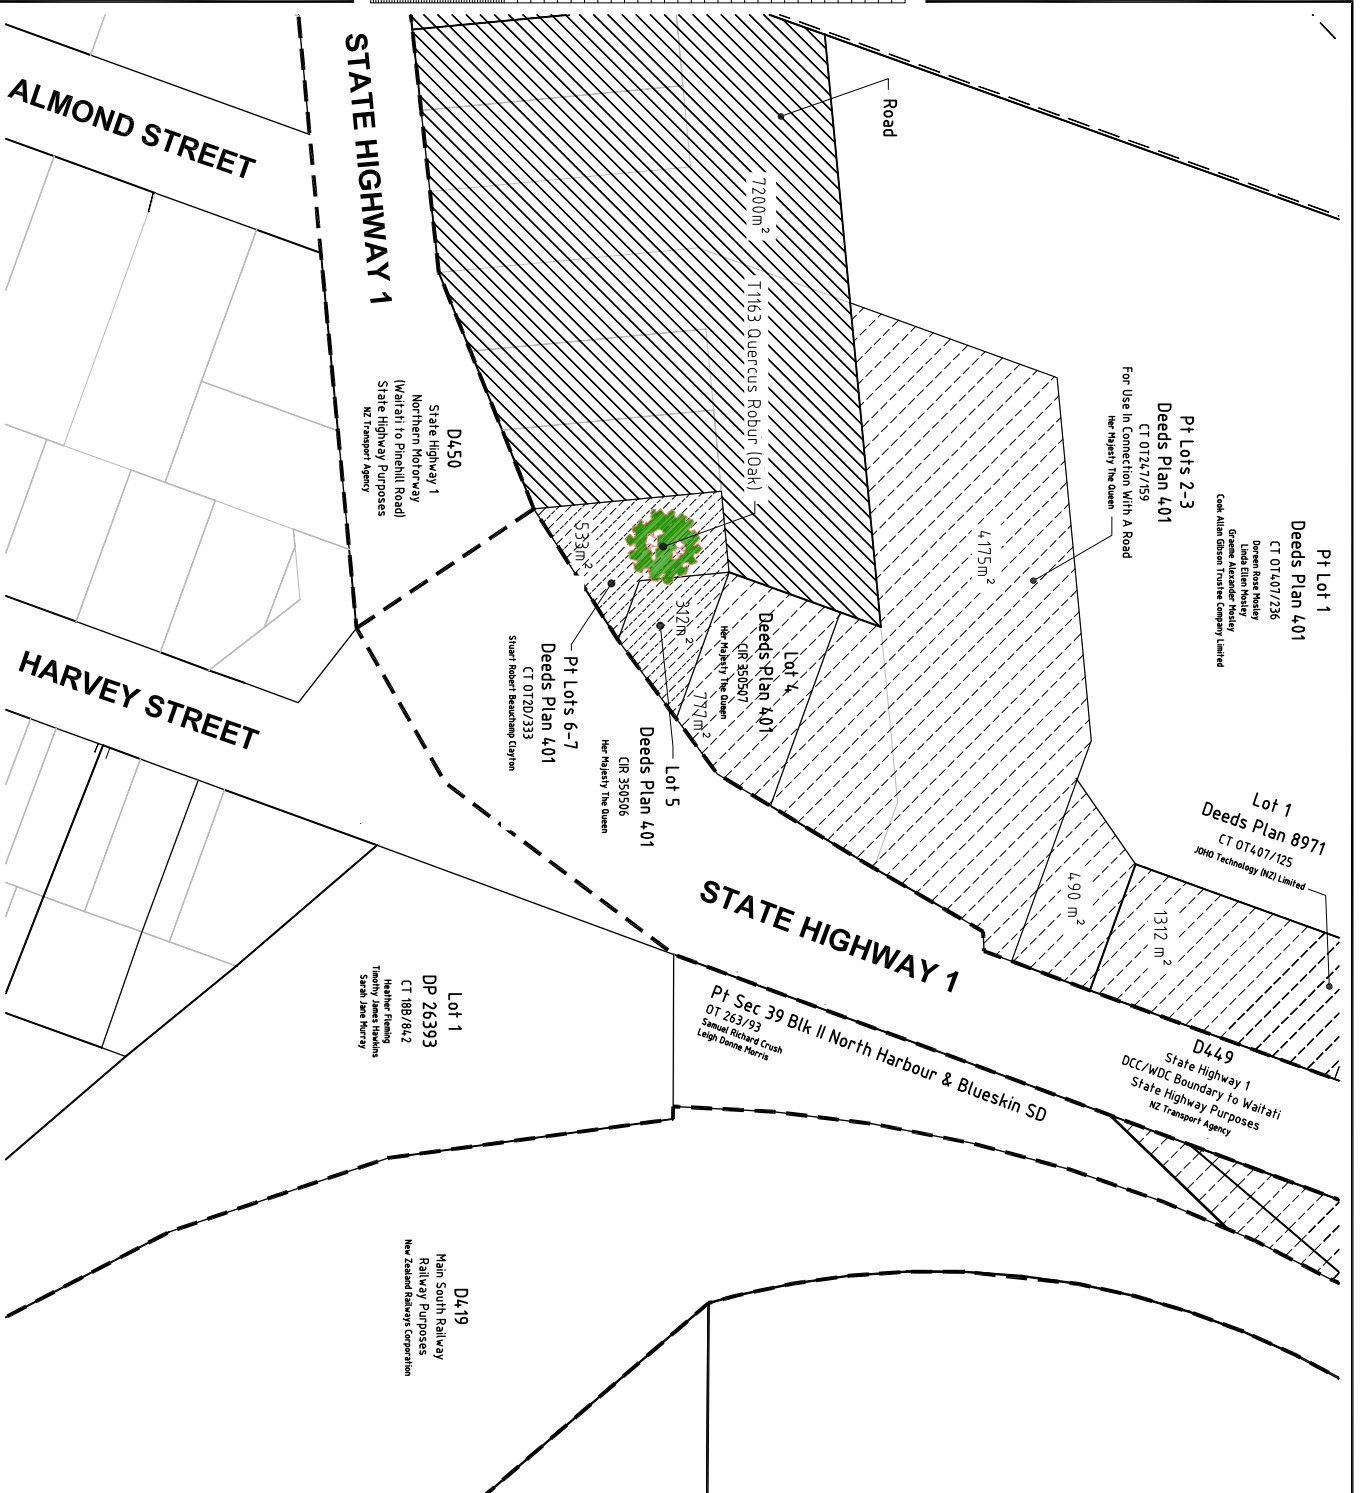 ALMOND STREET
STATE HIGHWAY 1
Road
7200m²
T1163 Quercus Robur (Oak)
Pt Lots 2-3
Deeds Plan 401
CT OT247/159
For Use In Connection With A Road
Her Majesty The Queen
Pt Lot 1
Deeds Plan 401
CT OT407/236
Doreen Rose Mosley
Linda Ellen Mosley
Graeme Alexander Mosley
Cook Allan Gibson Trustee Company Limited
D450
State Highway 1
Northern Motorway
(Waitati to Pinehill Road)
State Highway Purposes
NZ Transport Agency
4175m²
533m²
312m²
777m²
Lot 4
Deeds Plan 401
CIR 350507
Her Majesty The Queen
Pt Lots 6-7
Deeds Plan 401
CT OT2D/333
Stuart Robert Beauchamp Clayton
Lot 5
Deeds Plan 401
CIR 350506
Her Majesty The Queen
HARVEY STREET
Lot 1
Deeds Plan 8971
CT OT407/125
JOHO Technology (NZ) Limited
490 m²
1312 m²
STATE HIGHWAY 1
Lot 1
DP 26393
CT 18B/842
Heather Fleming
Timothy James Hawkins
Sarah Jane Murray
Pt Sec 39 Blk II North Harbour & Blueskin SD
OT 263/93
Samuel Richard Crush
Leigh Donne Morris
D449
State Highway 1
DCC/WDC Boundary to Waitati
State Highway Purposes
NZ Transport Agency
D419
Main South Railway
Railway Purposes
New Zealand Railways Corporation